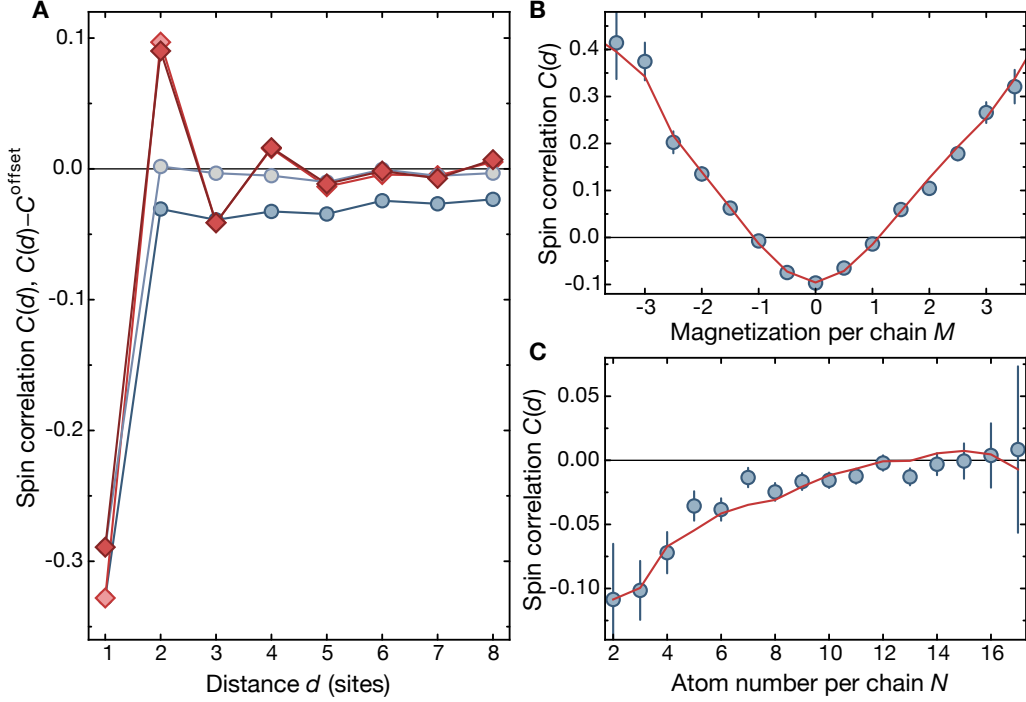 A
Spin correlation C(d), C(d)−C^offset
0.1
0.0
-0.1
-0.2
-0.3
1 2 3 4 5 6 7 8
Distance d (sites)
B
Spin correlation C(d)
0.4
0.3
0.2
0.1
0.0
-0.1
-3 -2 -1 0 1 2 3
Magnetization per chain M
C
Spin correlation C(d)
0.05
0.00
-0.05
-0.10
2 4 6 8 10 12 14 16
Atom number per chain N